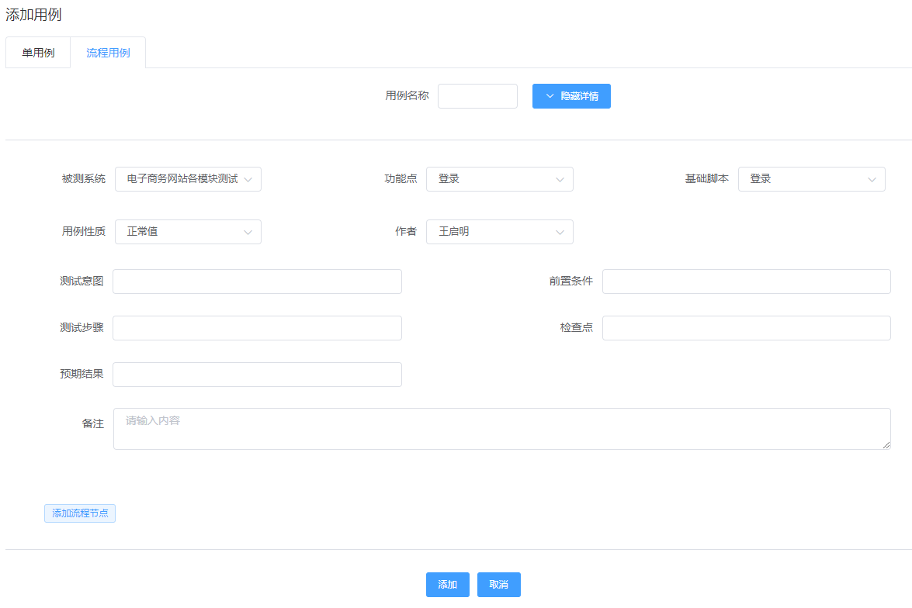 添加用例
单用例 流程用例
用例名称 隐藏详情
被测系统 电子商务网站各模块测试 功能点 登录 基础脚本 登录
用例性质 正常值 作者 王启明
测试意图 前置条件
测试步骤 检查点
预期结果
备注 请输入内容
添加流程节点
添加 取消